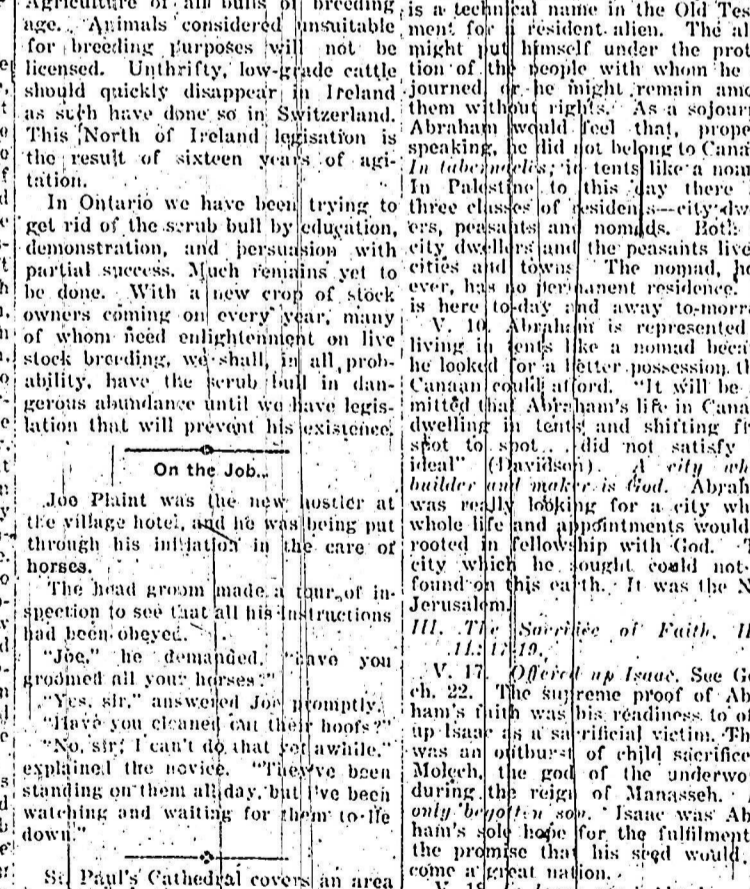 Agriculture of all bulls of breeding
age. Animals considered unsuitable
for breeding purposes will not be
licensed. Unthrifty, low-grade cattle
should quickly disappear in Ireland
as such have done so in Switzerland.
This North of Ireland legisation is
the result of sixteen years of agi-
tation.
In Ontario we have been trying to
get rid of the scrub bull by education,
demonstration, and persuasion with
partial success. Much remains yet to
be done. With a new crop of stock
owners coming on every year, many
of whom need enlightenment on live
stock breeding, we shall, in all prob-
ability, have the scrub bull in dan-
gerous abundance until we have legis-
lation that will prevent his existence.
On the Job.
Joe Plaint was the new hostler at
the village hotel, and he was being put
through his initiation in the care of
horses.
The head groom made a tour of in-
spection to see that all his instructions
had been obeyed.
"Joe," he demanded, "have you
groomed all your horses?"
"Yes, sir," answered Joe promptly.
"Have you cleaned out their hoofs?"
"No, sir; I can't do that yet awhile,"
explained the novice. "They've been
standing on them all day, but I've been
watching and waiting for them to lie
down."
St. Paul's Cathedral covers an area
is a technical name in the Old Tes
ment for a resident alien. The al
might put himself under the prot
tion of the people with whom he
journed or he might remain amo
them without rights. As a sojour
Abraham would feel that, prope
speaking, he did not belong to Cana
In tabernacles; in tents like a nom
In Palestine to this day there
three classes of residents—city dw
ers, peasants and nomads. Both
city dwellers and the peasants live
cities and towns. The nomad, ho
ever, has no permanent residence.
is here to-day and away to-morr
V. 10. Abraham is represented
living in tents like a nomad beca
he looked for a better possession th
Canaan could afford. "It will be
mitted that Abraham's life in Cana
dwelling in tents and shifting fr
spot to spot . . did not satisfy
ideal" (Davidson). A city wh
builder and maker is God. Abrah
was really looking for a city wh
whole life and appointments would
rooted in fellowship with God. T
city which he sought could not
found on this earth. It was the N
Jerusalem.
III. The Sacrifice of Faith, H
11: 17-19.
V. 17. Offered up Isaac. See Ge
ch. 22. The supreme proof of Ab
ham's faith was his readiness to of
up Isaac as a sacrificial victim. Th
was an outburst of child sacrifice
Molech, the god of the underwo
during the reign of Manasseh.
only begotten son. Isaac was Ab
ham's sole hope for the fulfilment
the promise that his seed would
come a great nation.